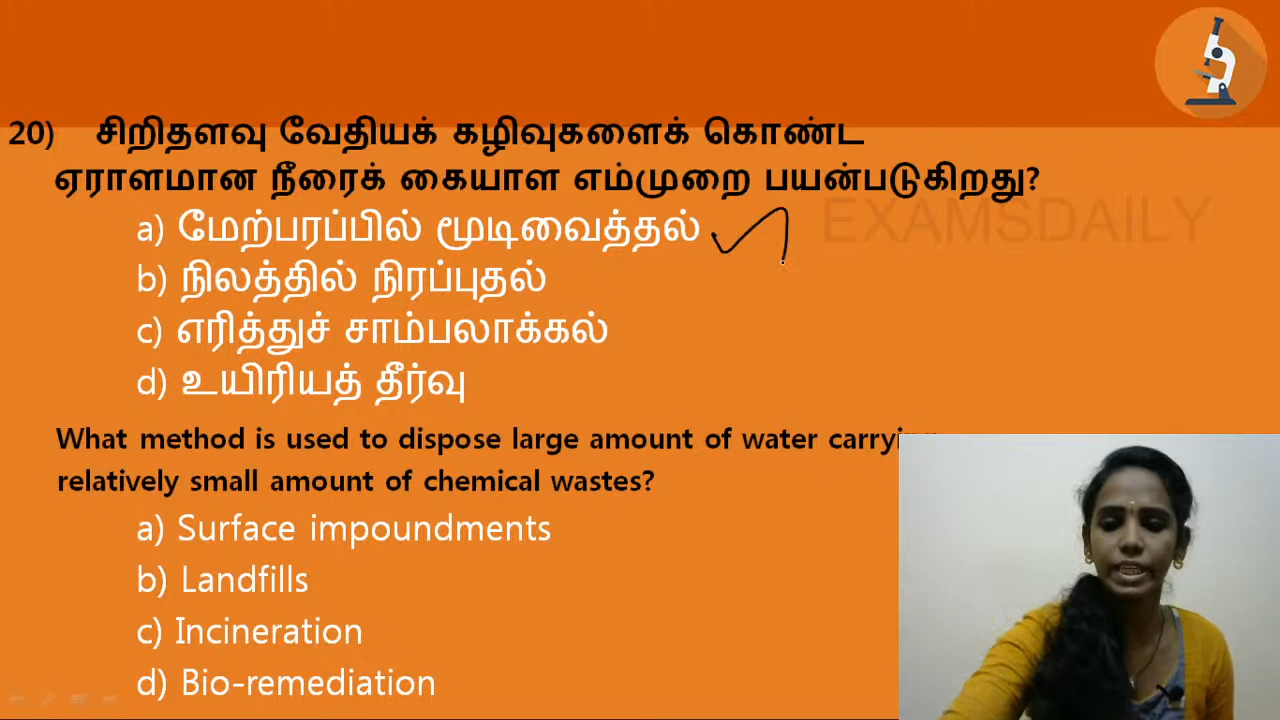 20) சிறிதளவு வேதியக் கழிவுகளைக் கொண்ட
ஏராளமான நீரைக் கையாள எம்முறை பயன்படுகிறது?
a) மேற்பரப்பில் மூடிவைத்தல்
EXAMSDAILY
b) நிலத்தில் நிரப்புதல்
c) எரித்துச் சாம்பலாக்கல்
d) உயிரியத் தீர்வு
What method is used to dispose large amount of water carrying
relatively small amount of chemical wastes?
a) Surface impoundments
b) Landfills
c) Incineration
d) Bio-remediation